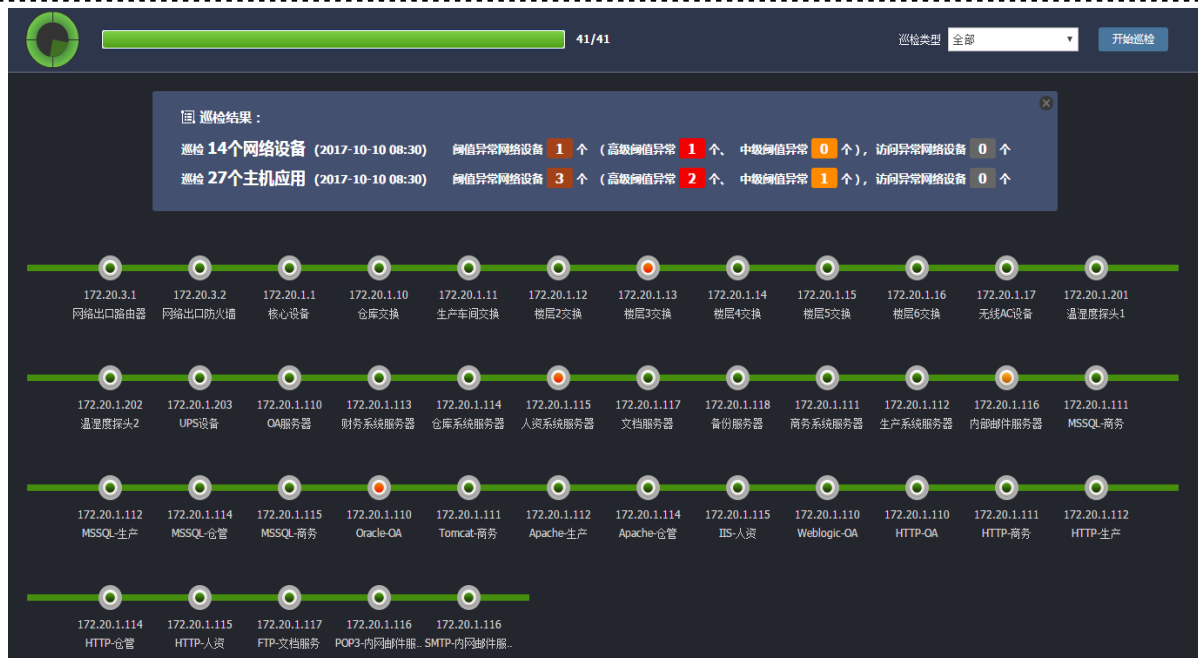 41/41
巡检类型 全部 开始巡检
巡检结果：
巡检 14个网络设备 (2017-10-10 08:30) 阈值异常网络设备 1 个 （高级阈值异常 1 个、 中级阈值异常 0 个），访问异常网络设备 0 个
巡检 27个主机应用 (2017-10-10 08:30) 阈值异常网络设备 3 个 （高级阈值异常 2 个、 中级阈值异常 1 个），访问异常网络设备 0 个
172.20.3.1 172.20.3.2 172.20.1.1 172.20.1.10 172.20.1.11 172.20.1.12 172.20.1.13 172.20.1.14 172.20.1.15 172.20.1.16 172.20.1.17 172.20.1.201
网络出口路由器 网络出口防火墙 核心设备 仓库交换 生产车间交换 楼层2交换 楼层3交换 楼层4交换 楼层5交换 楼层6交换 无线AC设备 温湿度探头1
172.20.1.202 172.20.1.203 172.20.1.110 172.20.1.113 172.20.1.114 172.20.1.115 172.20.1.117 172.20.1.118 172.20.1.111 172.20.1.112 172.20.1.116 172.20.1.111
温湿度探头2 UPS设备 OA服务器 财务系统服务器 仓库系统服务器 人资系统服务器 文档服务器 备份服务器 商务系统服务器 生产系统服务器 内部邮件服务器 MSSQL-商务
172.20.1.112 172.20.1.114 172.20.1.115 172.20.1.110 172.20.1.111 172.20.1.112 172.20.1.114 172.20.1.115 172.20.1.110 172.20.1.110 172.20.1.111 172.20.1.112
MSSQL-生产 MSSQL-仓管 MSSQL-商务 Oracle-OA Tomcat-商务 Apache-生产 Apache-仓管 IIS-人资 Weblogic-OA HTTP-OA HTTP-商务 HTTP-生产
172.20.1.114 172.20.1.115 172.20.1.117 172.20.1.116 172.20.1.116
HTTP-仓管 HTTP-人资 FTP-文档服务 POP3-内网邮件服... SMTP-内网邮件服...